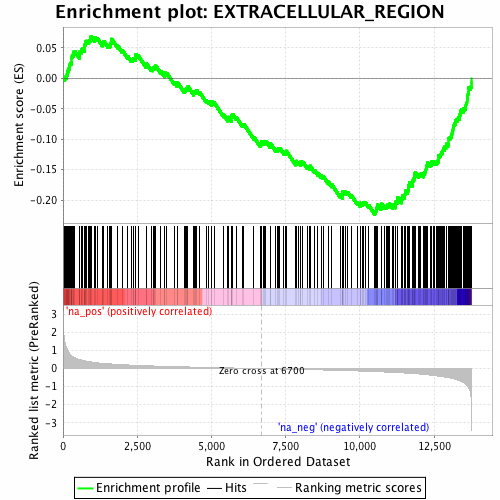 Enrichment plot: EXTRACELLULAR_REGION
Enrichment score (ES)
0.05
0.00
-0.05
-0.10
-0.15
-0.20
'na_pos' (positively correlated)
Ranked list metric (PreRanked)
3
2
1
0
-1
-2
-3
Zero cross at 6700
'na_neg' (negatively correlated)
0
2,500
5,000
7,500
10,000
12,500
Rank in Ordered Dataset
Enrichment profile
Hits
Ranking metric scores